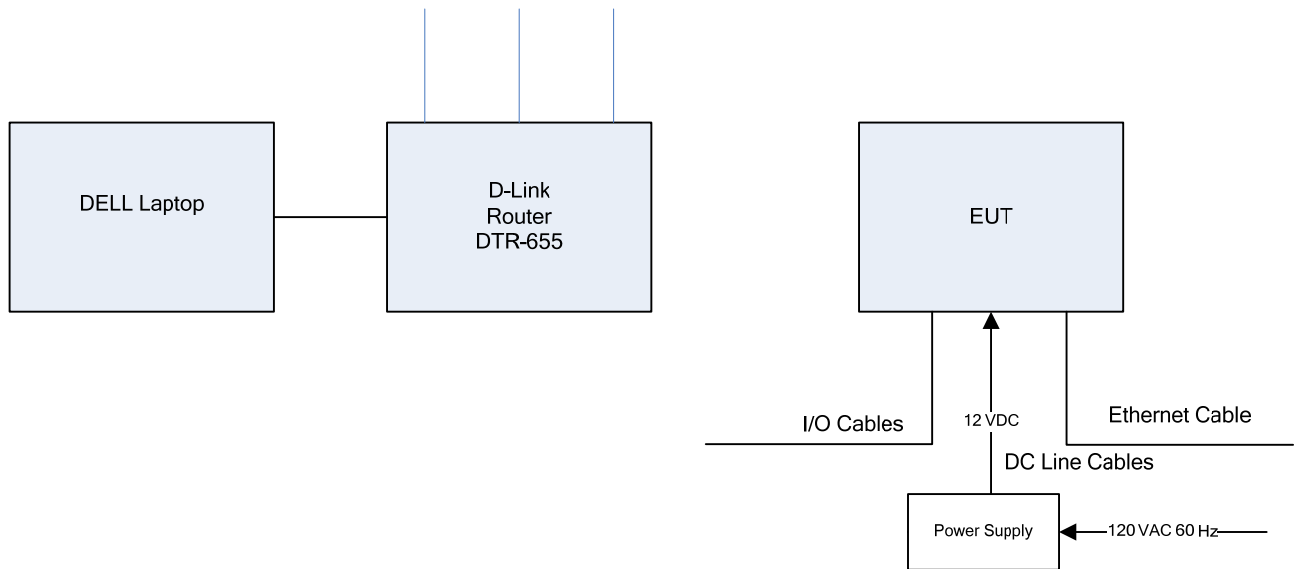 DELL Laptop
D-Link
Router
DTR-655
EUT
I/O Cables
12 VDC
Ethernet Cable
DC Line Cables
Power Supply
120 VAC 60 Hz